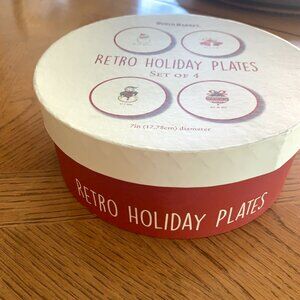 RETRO HOLIDAY PLATES
SET OF 4
7in (17.78cm) diameter
RETRO HOLIDAY PLATES